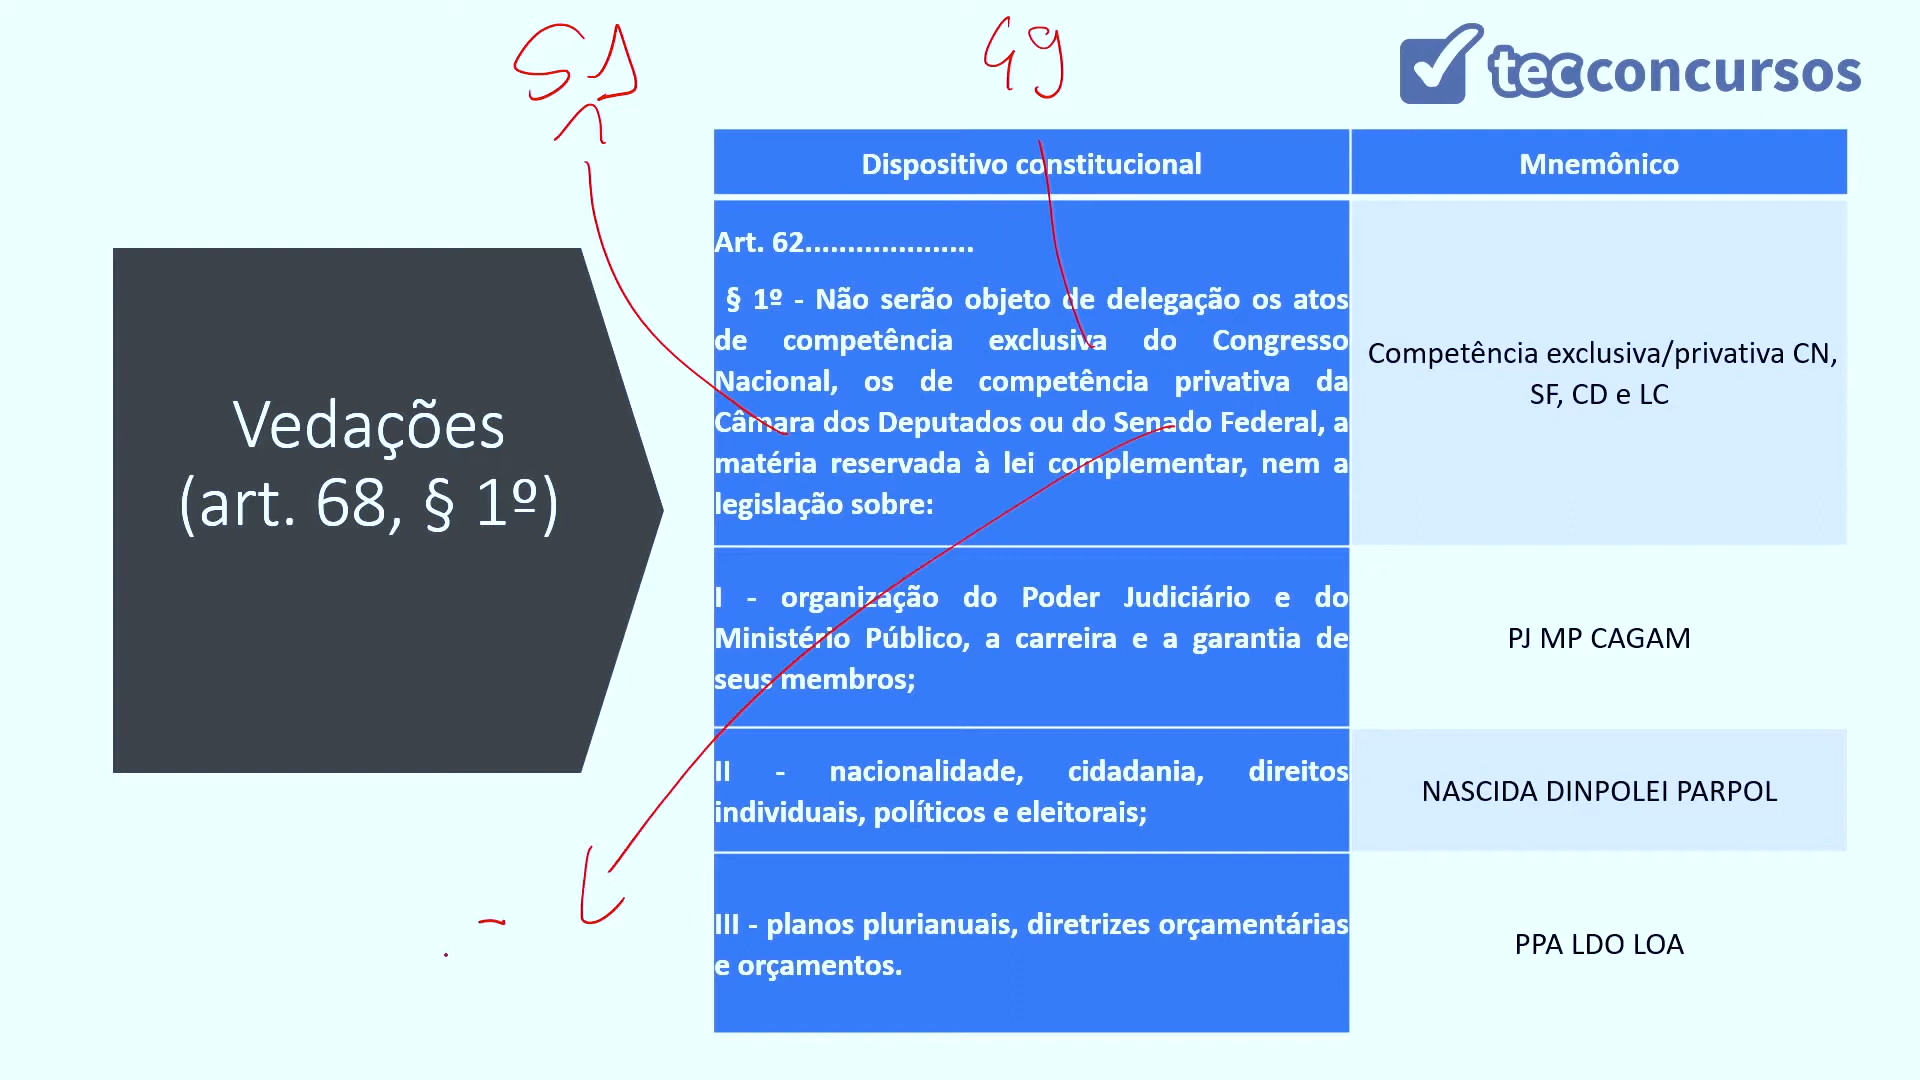 51
49
tecconcursos
Dispositivo constitucional
Mnemônico
Vedações
(art. 68, § 1º)
Art. 62....................
§ 1º - Não serão objeto de delegação os atos
de competência exclusiva do Congresso
Nacional, os de competência privativa da
Câmara dos Deputados ou do Senado Federal, a
matéria reservada à lei complementar, nem a
legislação sobre:
Competência exclusiva/privativa CN,
SF, CD e LC
I - organização do Poder Judiciário e do
Ministério Público, a carreira e a garantia de
seus membros;
PJ MP CAGAM
II - nacionalidade, cidadania, direitos
individuais, políticos e eleitorais;
NASCIDA DINPOLEI PARPOL
III - planos plurianuais, diretrizes orçamentárias
e orçamentos.
PPA LDO LOA